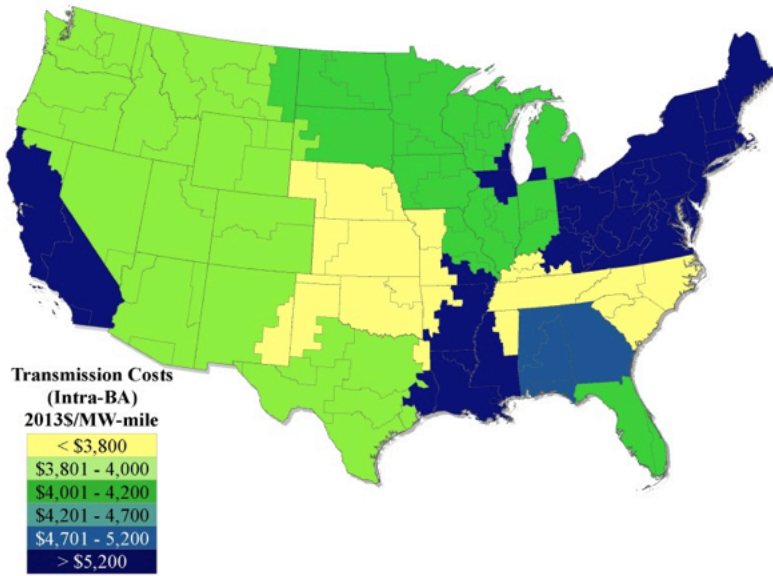 Transmission Costs
(Intra-BA)
2013$/MW-mile
< $3,800
$3,801 - 4,000
$4,001 - 4,200
$4,201 - 4,700
$4,701 - 5,200
> $5,200